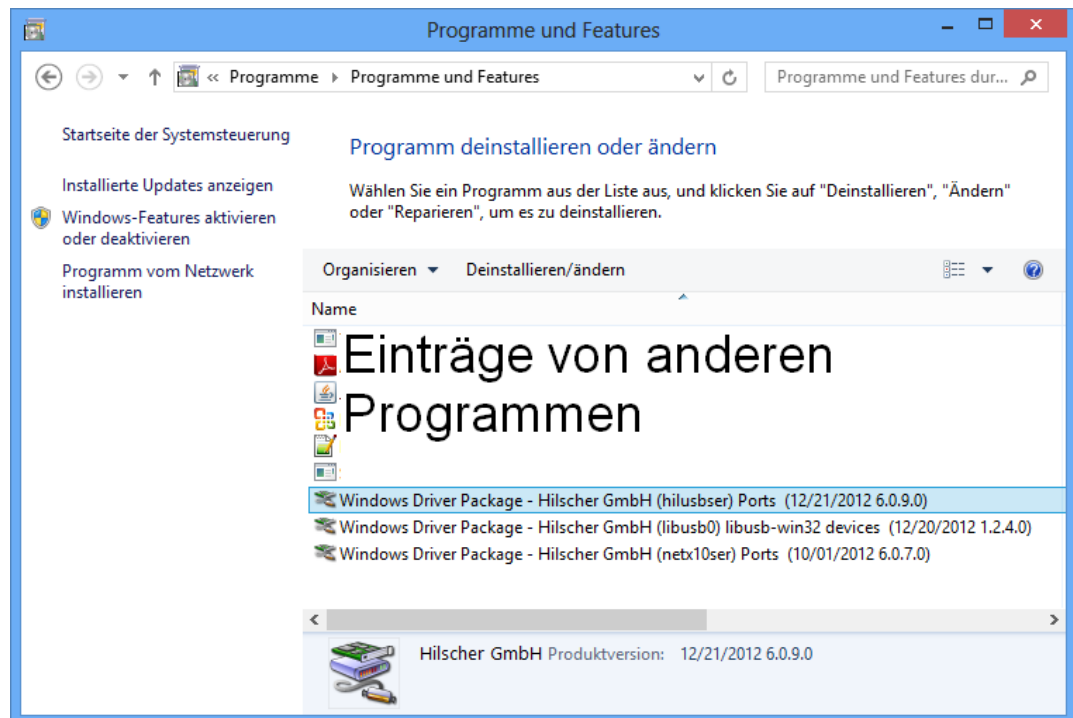 Programme und Features
« Programme ▸ Programme und Features
Programme und Features dur...
Startseite der Systemsteuerung
Installierte Updates anzeigen
Windows-Features aktivieren
oder deaktivieren
Programm vom Netzwerk
installieren
Programm deinstallieren oder ändern
Wählen Sie ein Programm aus der Liste aus, und klicken Sie auf "Deinstallieren", "Ändern"
oder "Reparieren", um es zu deinstallieren.
Organisieren Deinstallieren/ändern
Name
Einträge von anderen
Programmen
Windows Driver Package - Hilscher GmbH (hilusbser) Ports (12/21/2012 6.0.9.0)
Windows Driver Package - Hilscher GmbH (libusb0) libusb-win32 devices (12/20/2012 1.2.4.0)
Windows Driver Package - Hilscher GmbH (netx10ser) Ports (10/01/2012 6.0.7.0)
Hilscher GmbH Produktversion: 12/21/2012 6.0.9.0